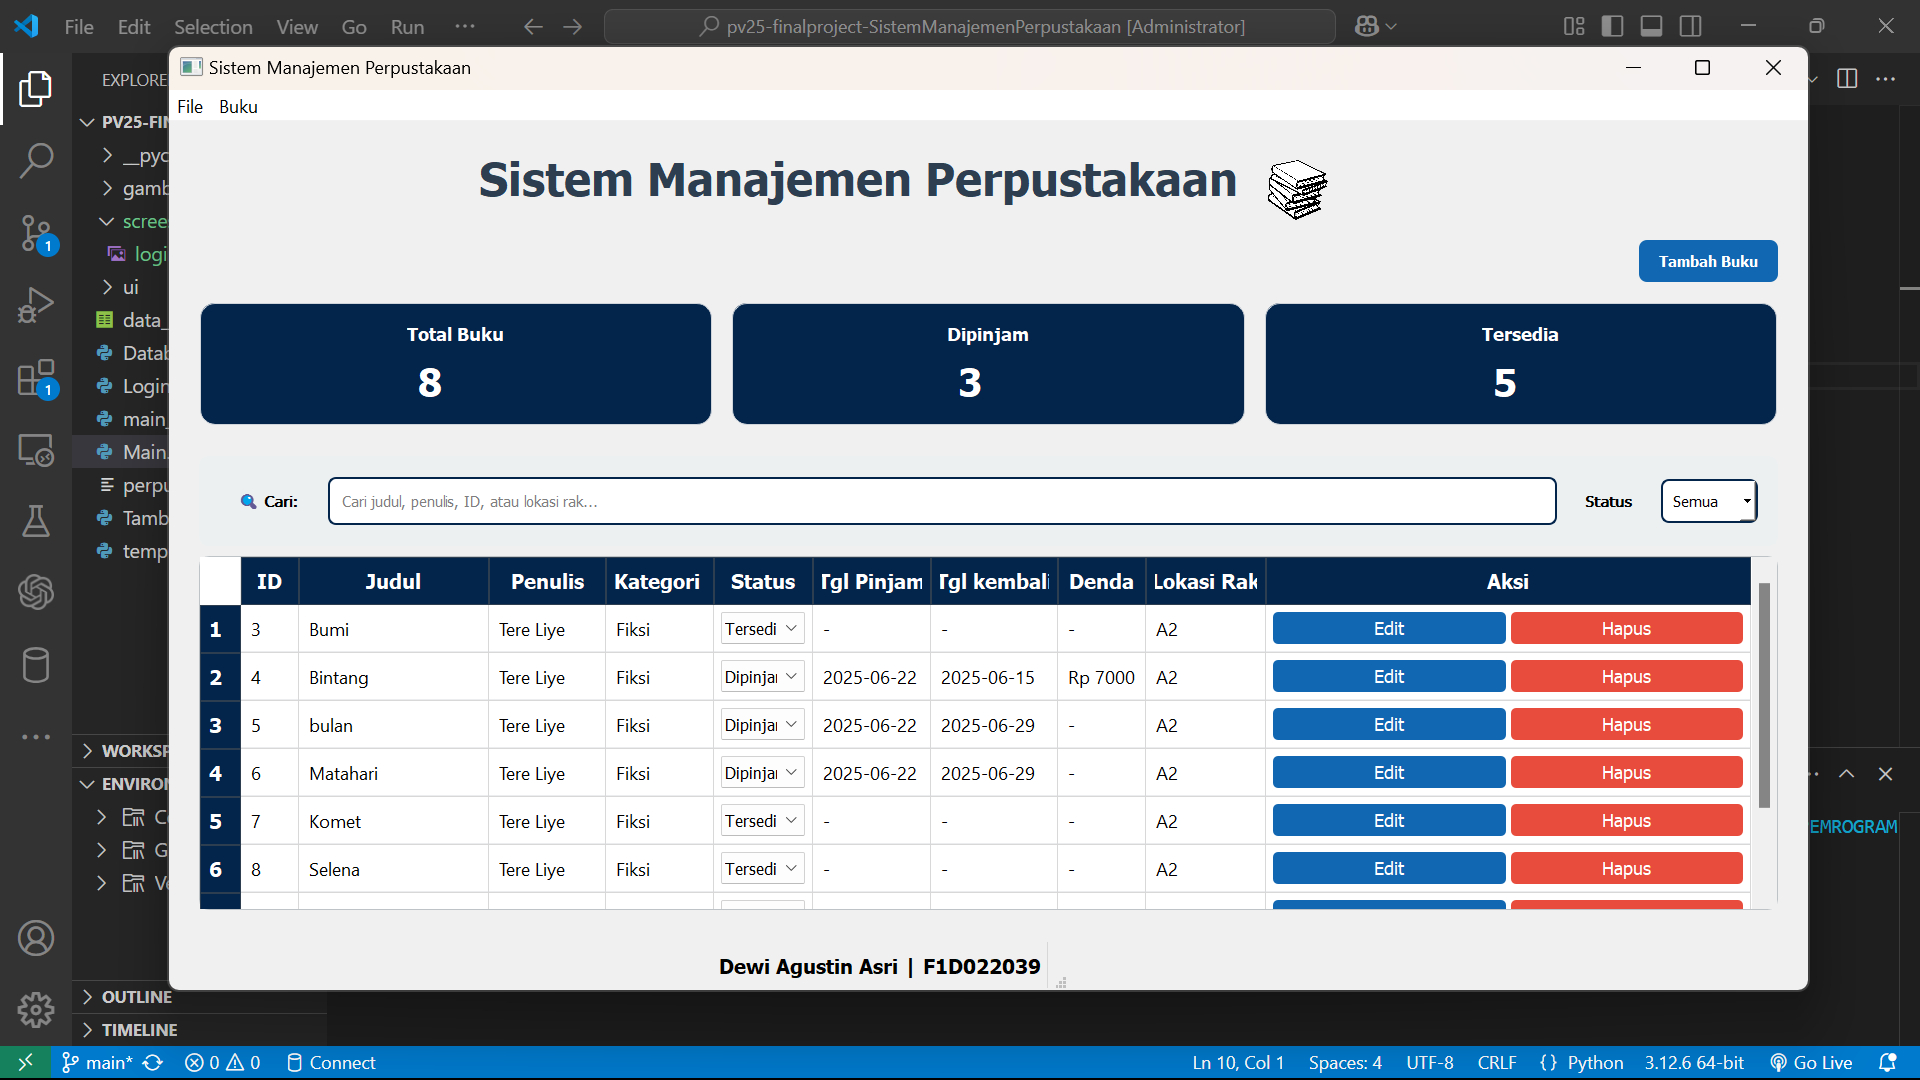 File Edit Selection View Go Run
pv25-finalproject-SistemManajemenPerpustakaan [Administrator]
Sistem Manajemen Perpustakaan
File Buku
Sistem Manajemen Perpustakaan
Tambah Buku
Total Buku
8
Dipinjam
3
Tersedia
5
Cari:
Cari judul, penulis, ID, atau lokasi rak...
Status
Semua
ID Judul Penulis Kategori Status Tgl Pinjam Tgl kembali Denda Lokasi Rak Aksi
1 3 Bumi Tere Liye Fiksi Tersedi - - - A2 Edit Hapus
2 4 Bintang Tere Liye Fiksi Dipinjar 2025-06-22 2025-06-15 Rp 7000 A2 Edit Hapus
3 5 bulan Tere Liye Fiksi Dipinjar 2025-06-22 2025-06-29 - A2 Edit Hapus
4 6 Matahari Tere Liye Fiksi Dipinjar 2025-06-22 2025-06-29 - A2 Edit Hapus
5 7 Komet Tere Liye Fiksi Tersedi - - - A2 Edit Hapus
6 8 Selena Tere Liye Fiksi Tersedi - - - A2 Edit Hapus
Dewi Agustin Asri | F1D022039
EXPLORE
PV25-FIN
__pyc
gamb
scree
logi
ui
data_
Datab
Login
main_
Main.
perpu
Tamb
temp
WORKSP
ENVIRON
C
G
Ve
OUTLINE
TIMELINE
1
1
EMROGRAM
main* 0 0 Connect
Ln 10, Col 1 Spaces: 4 UTF-8 CRLF {} Python 3.12.6 64-bit Go Live